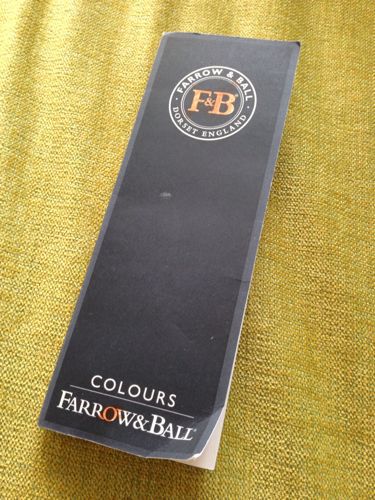 FARROW & BALL
F&B®
DORSET ENGLAND
COLOURS
FARROW&BALL®